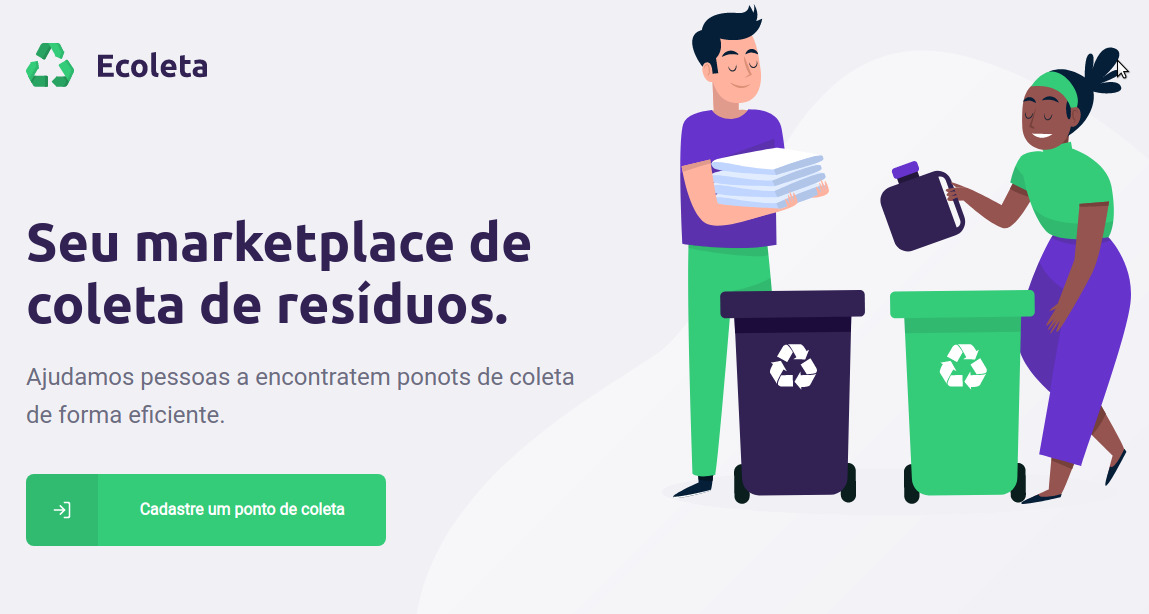 Ecoleta
Seu marketplace de
coleta de resíduos.
Ajudamos pessoas a encontratem ponots de coleta
de forma eficiente.
Cadastre um ponto de coleta